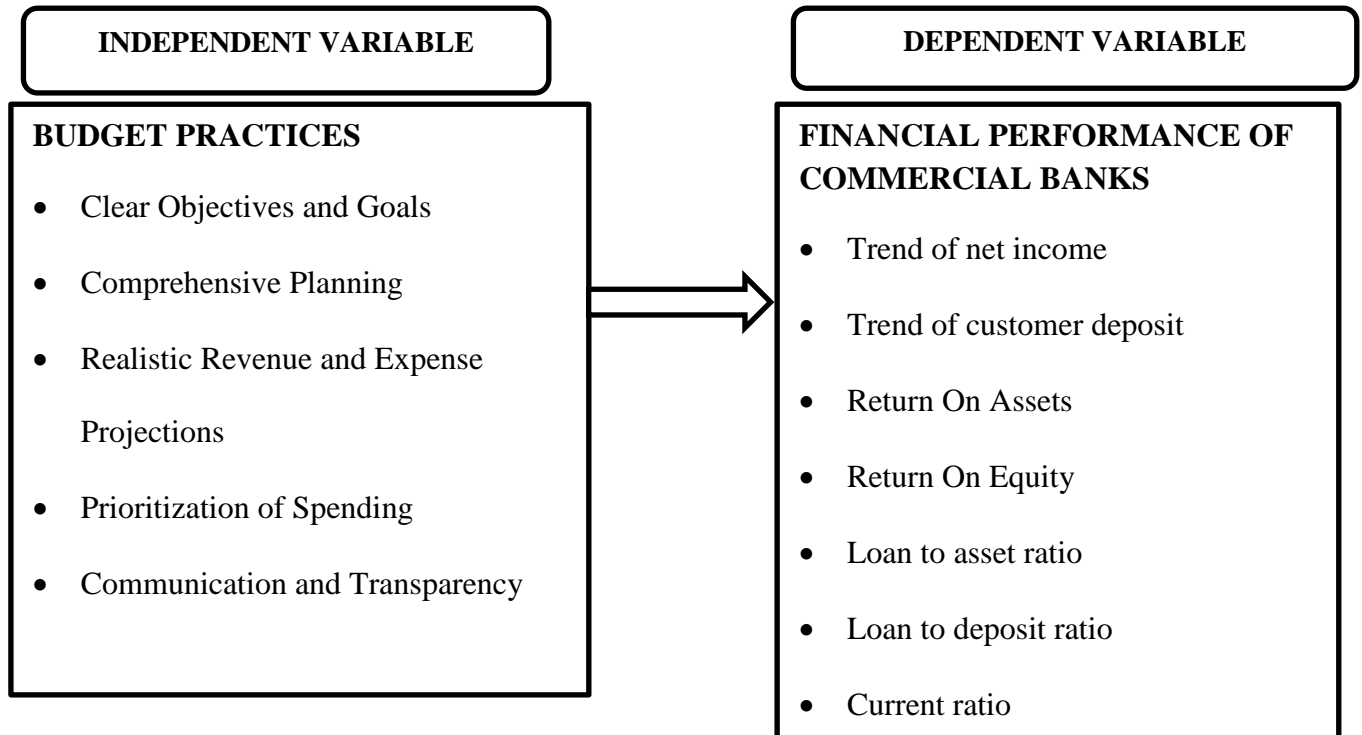 INDEPENDENT VARIABLE
BUDGET PRACTICES
• Clear Objectives and Goals
• Comprehensive Planning
• Realistic Revenue and Expense
Projections
• Prioritization of Spending
• Communication and Transparency
DEPENDENT VARIABLE
FINANCIAL PERFORMANCE OF
COMMERCIAL BANKS
• Trend of net income
• Trend of customer deposit
• Return On Assets
• Return On Equity
• Loan to asset ratio
• Loan to deposit ratio
• Current ratio